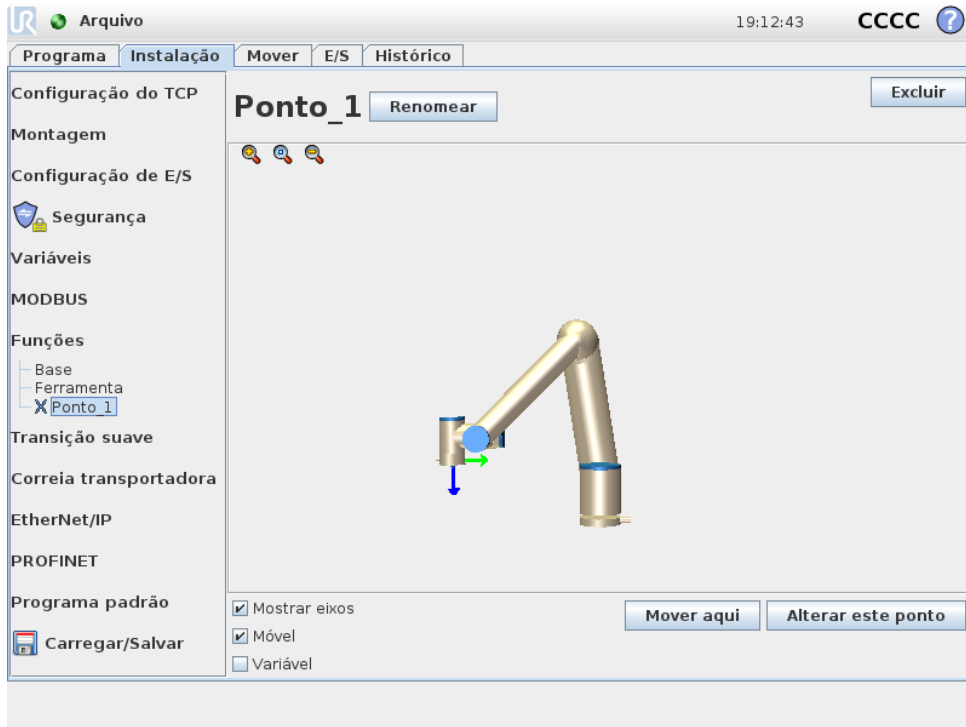 UR Arquivo 19:12:43 CCCC ?
Programa Instalação Mover E/S Histórico
Configuração do TCP
Montagem
Configuração de E/S
Segurança
Variáveis
MODBUS
Funções
Base
Ferramenta
Ponto_1
Transição suave
Correia transportadora
EtherNet/IP
PROFINET
Programa padrão
Carregar/Salvar
Ponto_1 Renomear Excluir
Mostrar eixos
Móvel
Variável
Mover aqui Alterar este ponto